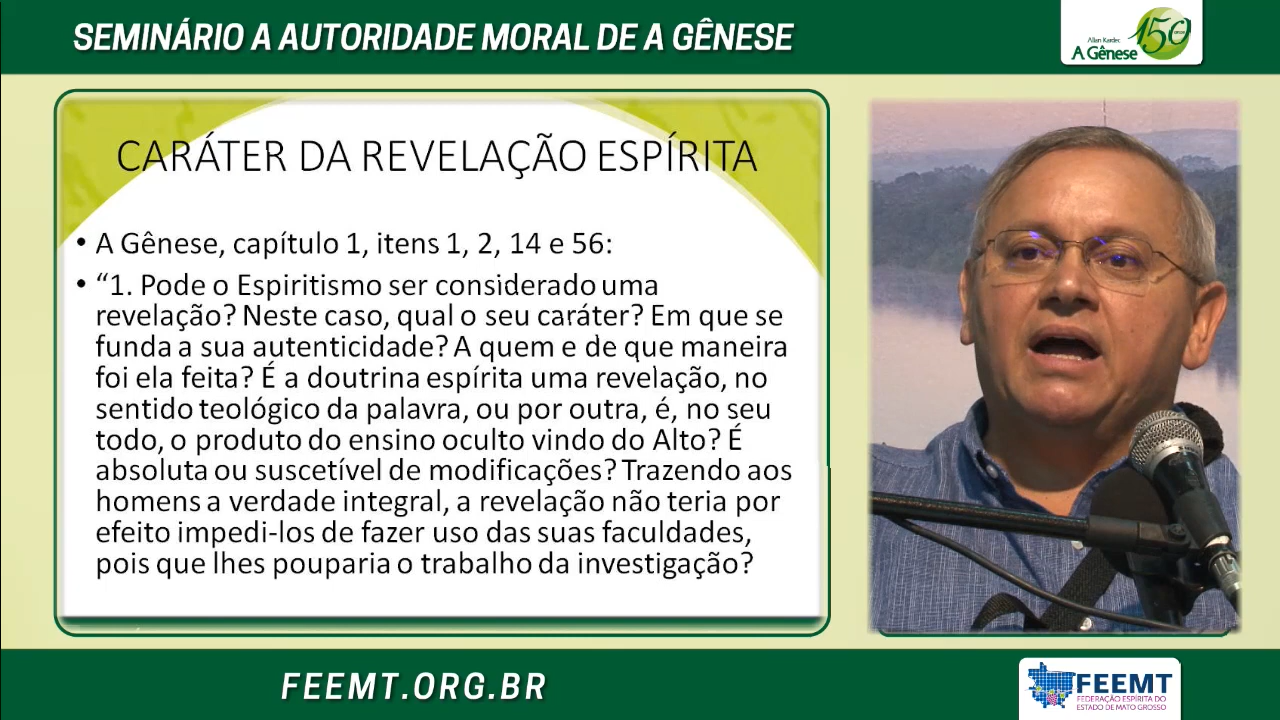 SEMINÁRIO A AUTORIDADE MORAL DE A GÊNESE
Allan Kardec
A Gênese
150
CARÁTER DA REVELAÇÃO ESPÍRITA
• A Gênese, capítulo 1, itens 1, 2, 14 e 56:
• “1. Pode o Espiritismo ser considerado uma
revelação? Neste caso, qual o seu caráter? Em que se
funda a sua autenticidade? A quem e de que maneira
foi ela feita? É a doutrina espírita uma revelação, no
sentido teológico da palavra, ou por outra, é, no seu
todo, o produto do ensino oculto vindo do Alto? É
absoluta ou suscetível de modificações? Trazendo aos
homens a verdade integral, a revelação não teria por
efeito impedi-los de fazer uso das suas faculdades,
pois que lhes pouparia o trabalho da investigação?
FEEMT.ORG.BR
FEEMT
FEDERAÇÃO ESPÍRITA DO
ESTADO DE MATO GROSSO